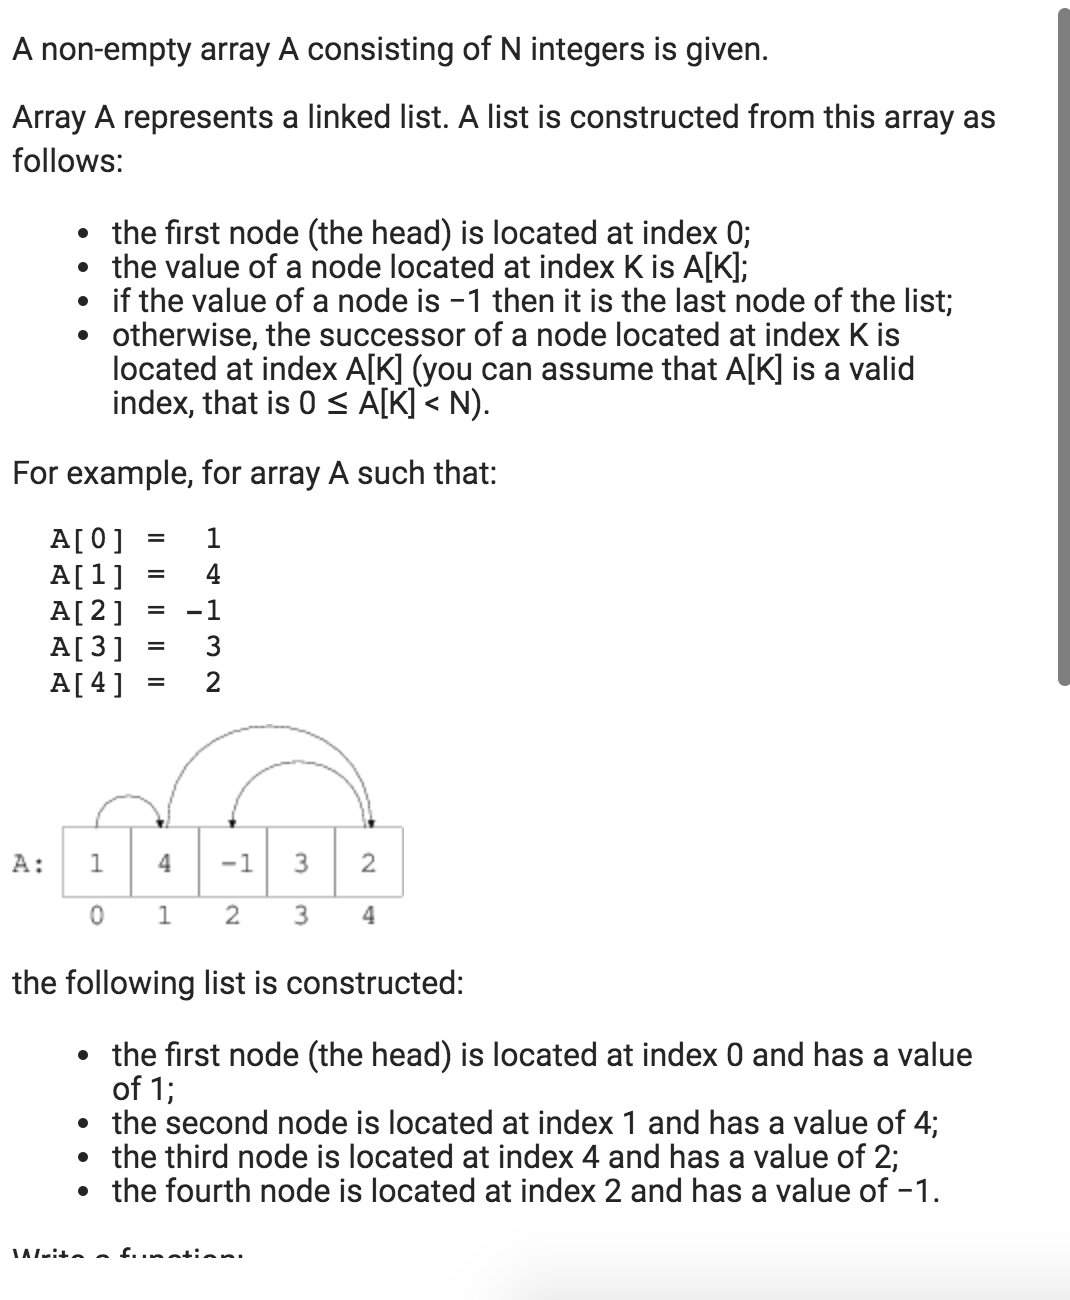 A non-empty array A consisting of N integers is given.
Array A represents a linked list. A list is constructed from this array as
follows:
• the first node (the head) is located at index 0;
• the value of a node located at index K is A[K];
• if the value of a node is −1 then it is the last node of the list;
• otherwise, the successor of a node located at index K is
located at index A[K] (you can assume that A[K] is a valid
index, that is 0 ≤ A[K] < N).
For example, for array A such that:
A[0] = 1
A[1] = 4
A[2] = -1
A[3] = 3
A[4] = 2
A: 1 4 -1 3 2
0 1 2 3 4
the following list is constructed:
• the first node (the head) is located at index 0 and has a value
of 1;
• the second node is located at index 1 and has a value of 4;
• the third node is located at index 4 and has a value of 2;
• the fourth node is located at index 2 and has a value of −1.
Write a function: